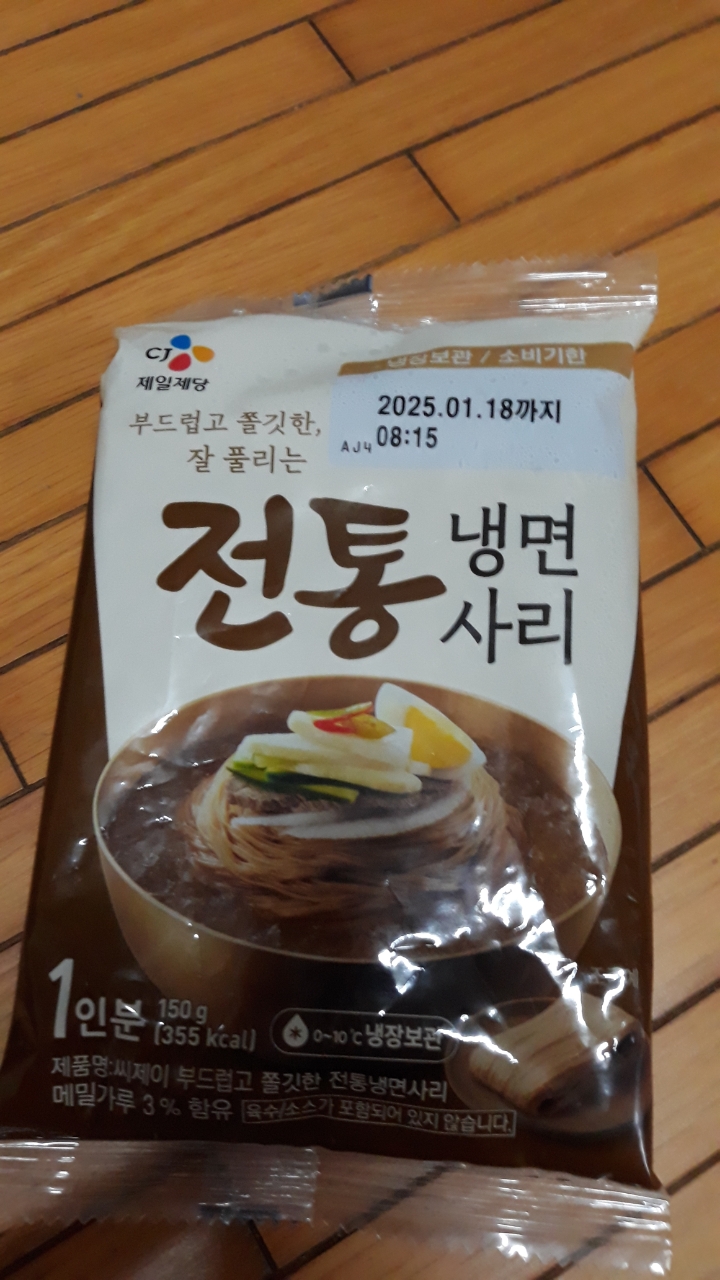 CJ
제일제당
냉장보관 / 소비기한
2025.01.18까지
AJ4 08:15
부드럽고 쫄깃한,
잘 풀리는
전통 냉면
사리
1인분 150 g
(355 kcal)
0~10℃ 냉장보관
제품명:씨제이 부드럽고 쫄깃한 전통냉면사리
메밀가루 3 % 함유 육수/소스가 포함되어 있지 않습니다.